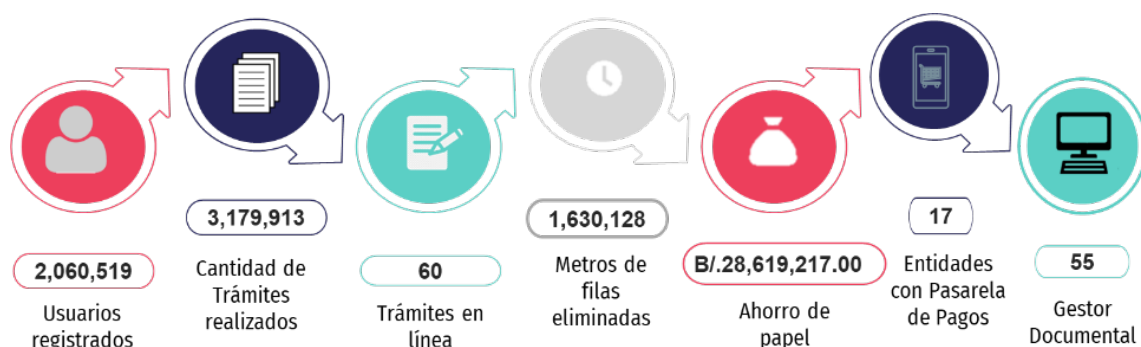 2,060,519
Usuarios
registrados
3,179,913
Cantidad de
Trámites
realizados
60
Trámites en
línea
1,630,128
Metros de
filas
eliminadas
B/.28,619,217.00
Ahorro de
papel
17
Entidades
con Pasarela
de Pagos
55
Gestor
Documental